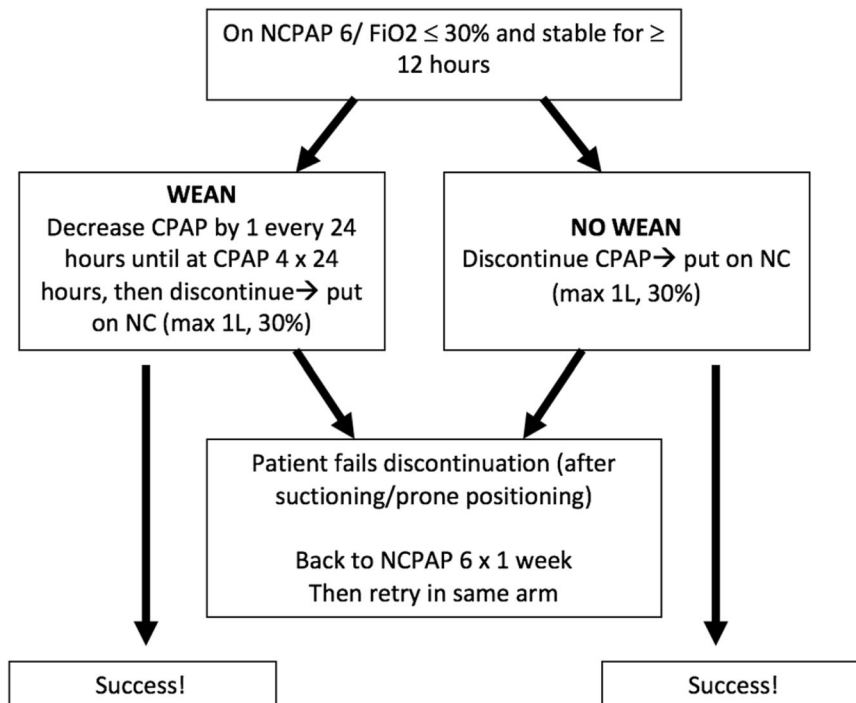 On NCPAP 6/ FiO2 ≤ 30% and stable for ≥
12 hours
WEAN
Decrease CPAP by 1 every 24
hours until at CPAP 4 x 24
hours, then discontinue→ put
on NC (max 1L, 30%)
NO WEAN
Discontinue CPAP→ put on NC
(max 1L, 30%)
Patient fails discontinuation (after
suctioning/prone positioning)
Back to NCPAP 6 x 1 week
Then retry in same arm
Success!
Success!